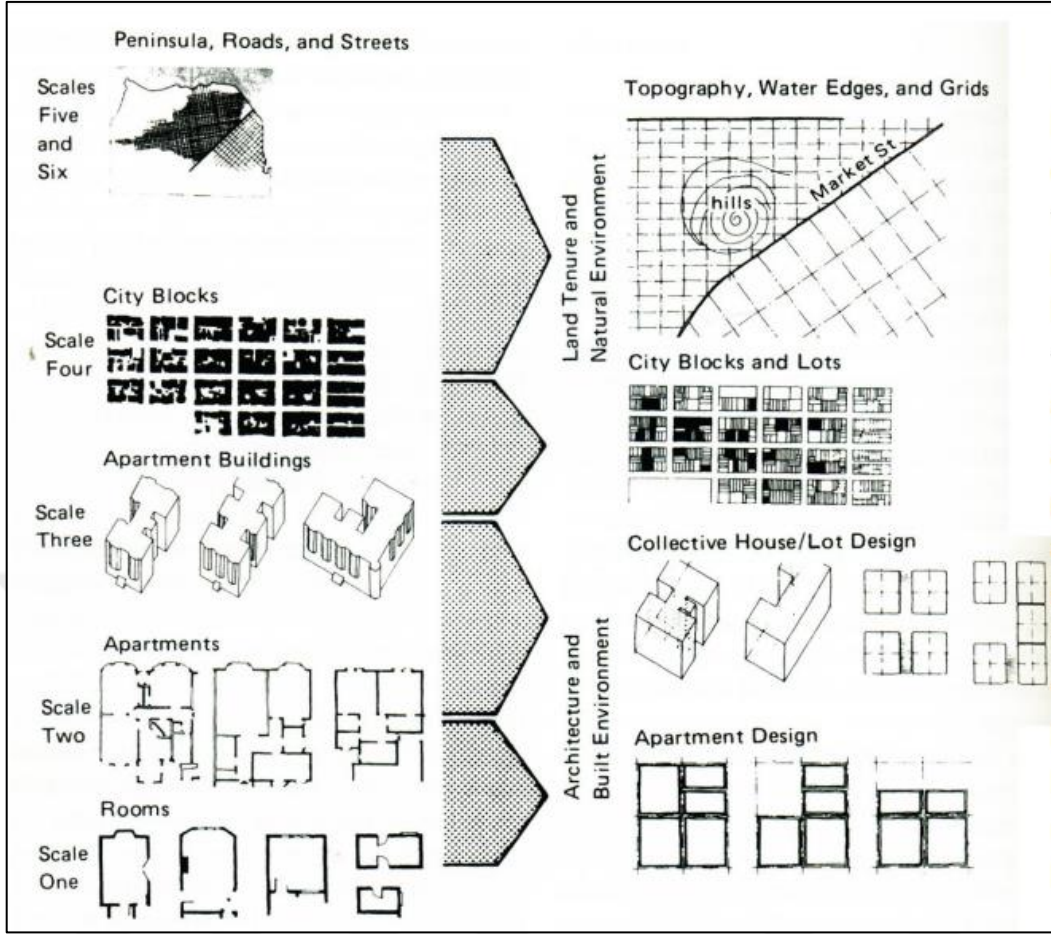 Peninsula, Roads, and Streets
Scales
Five
and
Six
City Blocks
Scale
Four
Apartment Buildings
Scale
Three
Apartments
Scale
Two
Rooms
Scale
One
Land Tenure and
Natural Environment
Architecture and
Built Environment
Topography, Water Edges, and Grids
hills
Market St
City Blocks and Lots
Collective House/Lot Design
Apartment Design